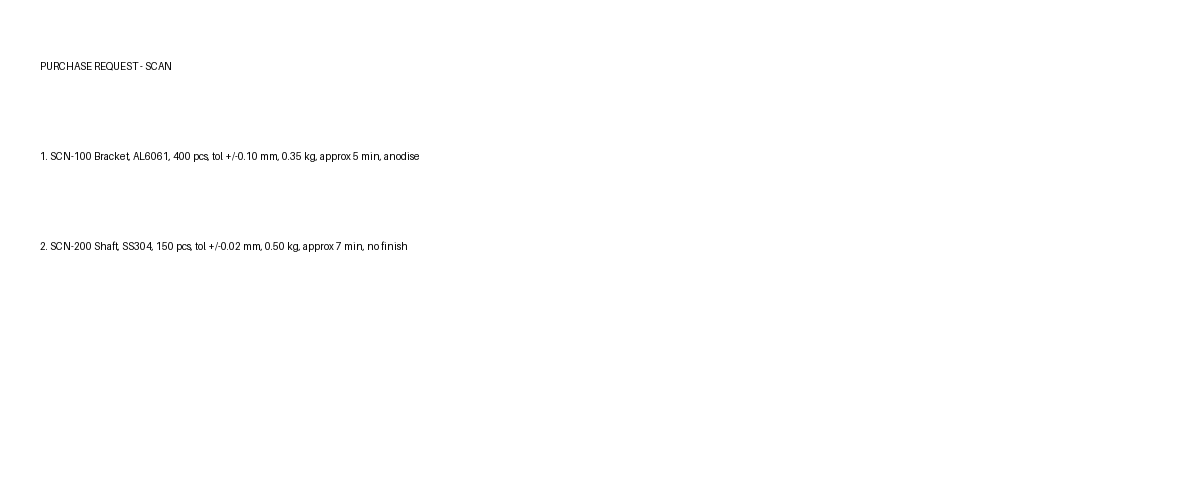 PURCHASE REQUEST - SCAN
1. SCN-100 Bracket, AL6061, 400 pcs, tol +/-0.10 mm, 0.35 kg, approx 5 min, anodise
2. SCN-200 Shaft, SS304, 150 pcs, tol +/-0.02 mm, 0.50 kg, approx 7 min, no finish